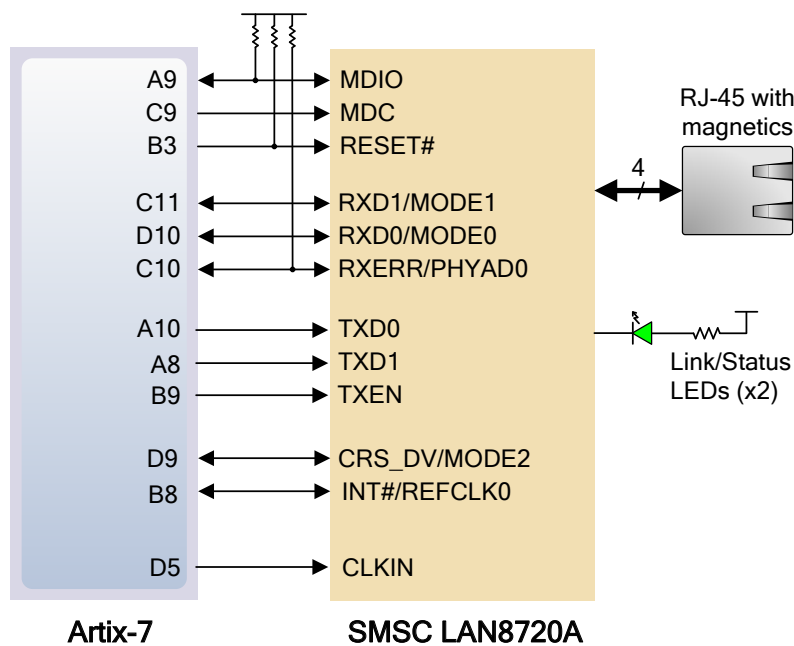 A9 MDIO
C9 MDC
B3 RESET#
C11 RXD1/MODE1
D10 RXD0/MODE0
C10 RXERR/PHYAD0
A10 TXD0
A8 TXD1
B9 TXEN
D9 CRS_DV/MODE2
B8 INT#/REFCLK0
D5 CLKIN
RJ-45 with
magnetics
4
Link/Status
LEDs (x2)
Artix-7
SMSC LAN8720A